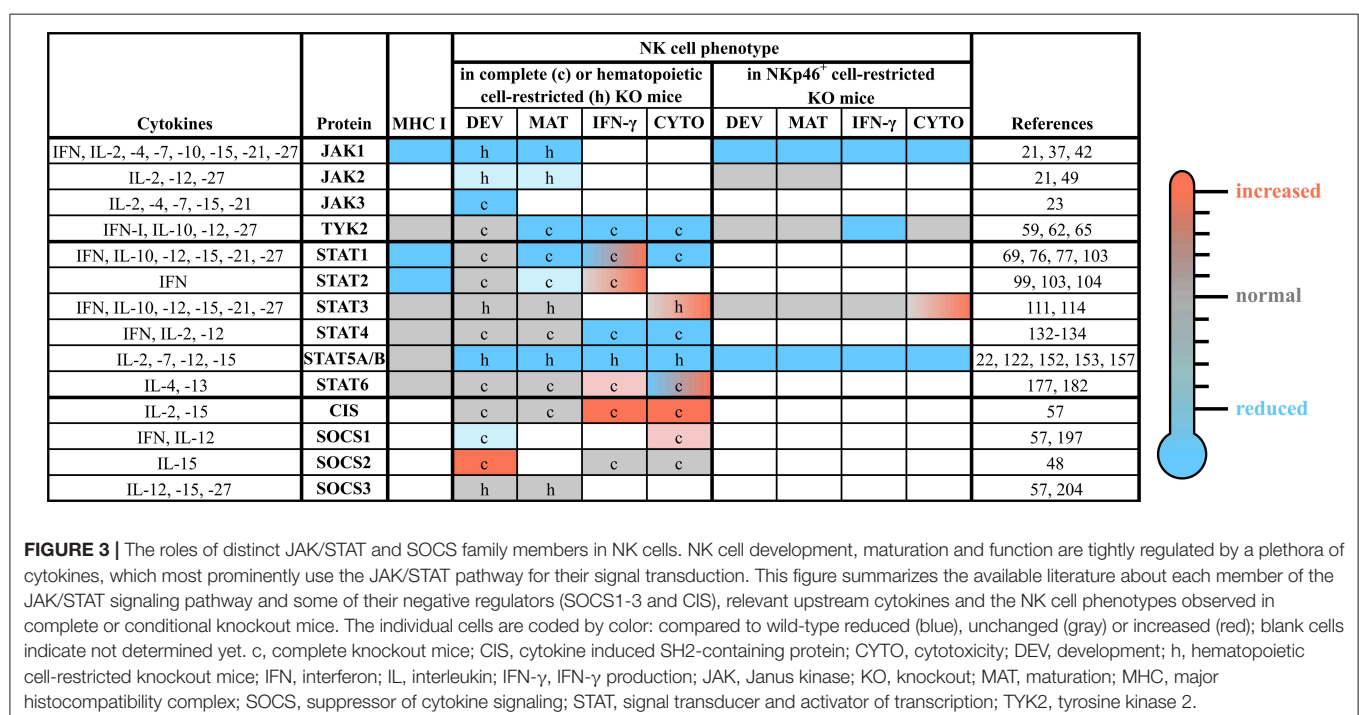 NK cell phenotype
in complete (c) or hematopoietic in NKp46+ cell-restricted
cell-restricted (h) KO mice KO mice
Cytokines Protein MHC I DEV MAT IFN-γ CYTO DEV MAT IFN-γ CYTO References
IFN, IL-2, -4, -7, -10, -15, -21, -27 JAK1 h h 21, 37, 42
IL-2, -12, -27 JAK2 h h 21, 49
IL-2, -4, -7, -15, -21 JAK3 c 23
IFN-I, IL-10, -12, -27 TYK2 c c c c 59, 62, 65
IFN, IL-10, -12, -15, -21, -27 STAT1 c c c c 69, 76, 77, 103
IFN STAT2 c c c 99, 103, 104
IFN, IL-10, -12, -15, -21, -27 STAT3 h h h 111, 114
IFN, IL-2, -12 STAT4 c c c c 132-134
IL-2, -7, -12, -15 STAT5A/B h h h h 22, 122, 152, 153, 157
IL-4, -13 STAT6 c c c c 177, 182
IL-2, -15 CIS c c c c 57
IFN, IL-12 SOCS1 c c 57, 197
IL-15 SOCS2 c c c 48
IL-12, -15, -27 SOCS3 h h 57, 204
increased
normal
reduced
FIGURE 3 | The roles of distinct JAK/STAT and SOCS family members in NK cells. NK cell development, maturation and function are tightly regulated by a plethora of
cytokines, which most prominently use the JAK/STAT pathway for their signal transduction. This figure summarizes the available literature about each member of the
JAK/STAT signaling pathway and some of their negative regulators (SOCS1-3 and CIS), relevant upstream cytokines and the NK cell phenotypes observed in
complete or conditional knockout mice. The individual cells are coded by color: compared to wild-type reduced (blue), unchanged (gray) or increased (red); blank cells
indicate not determined yet. c, complete knockout mice; CIS, cytokine induced SH2-containing protein; CYTO, cytotoxicity; DEV, development; h, hematopoietic
cell-restricted knockout mice; IFN, interferon; IL, interleukin; IFN-γ, IFN-γ production; JAK, Janus kinase; KO, knockout; MAT, maturation; MHC, major
histocompatibility complex; SOCS, suppressor of cytokine signaling; STAT, signal transducer and activator of transcription; TYK2, tyrosine kinase 2.